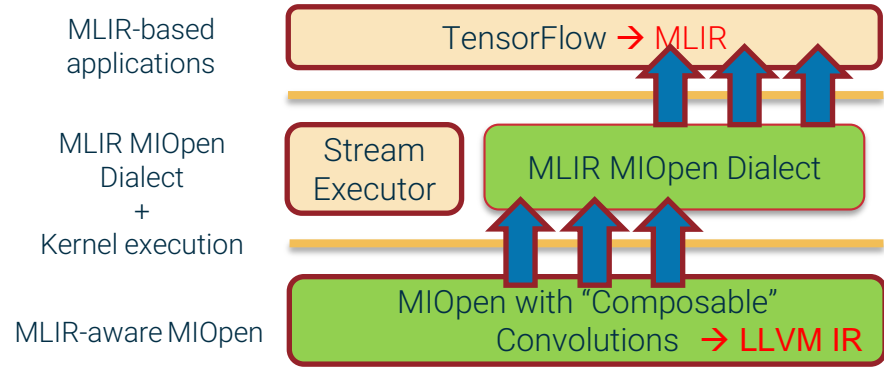 MLIR-based
applications
TensorFlow → MLIR
MLIR MIOpen
Dialect
+
Kernel execution
Stream
Executor
MLIR MIOpen Dialect
MLIR-aware MIOpen
MIOpen with “Composable”
Convolutions → LLVM IR